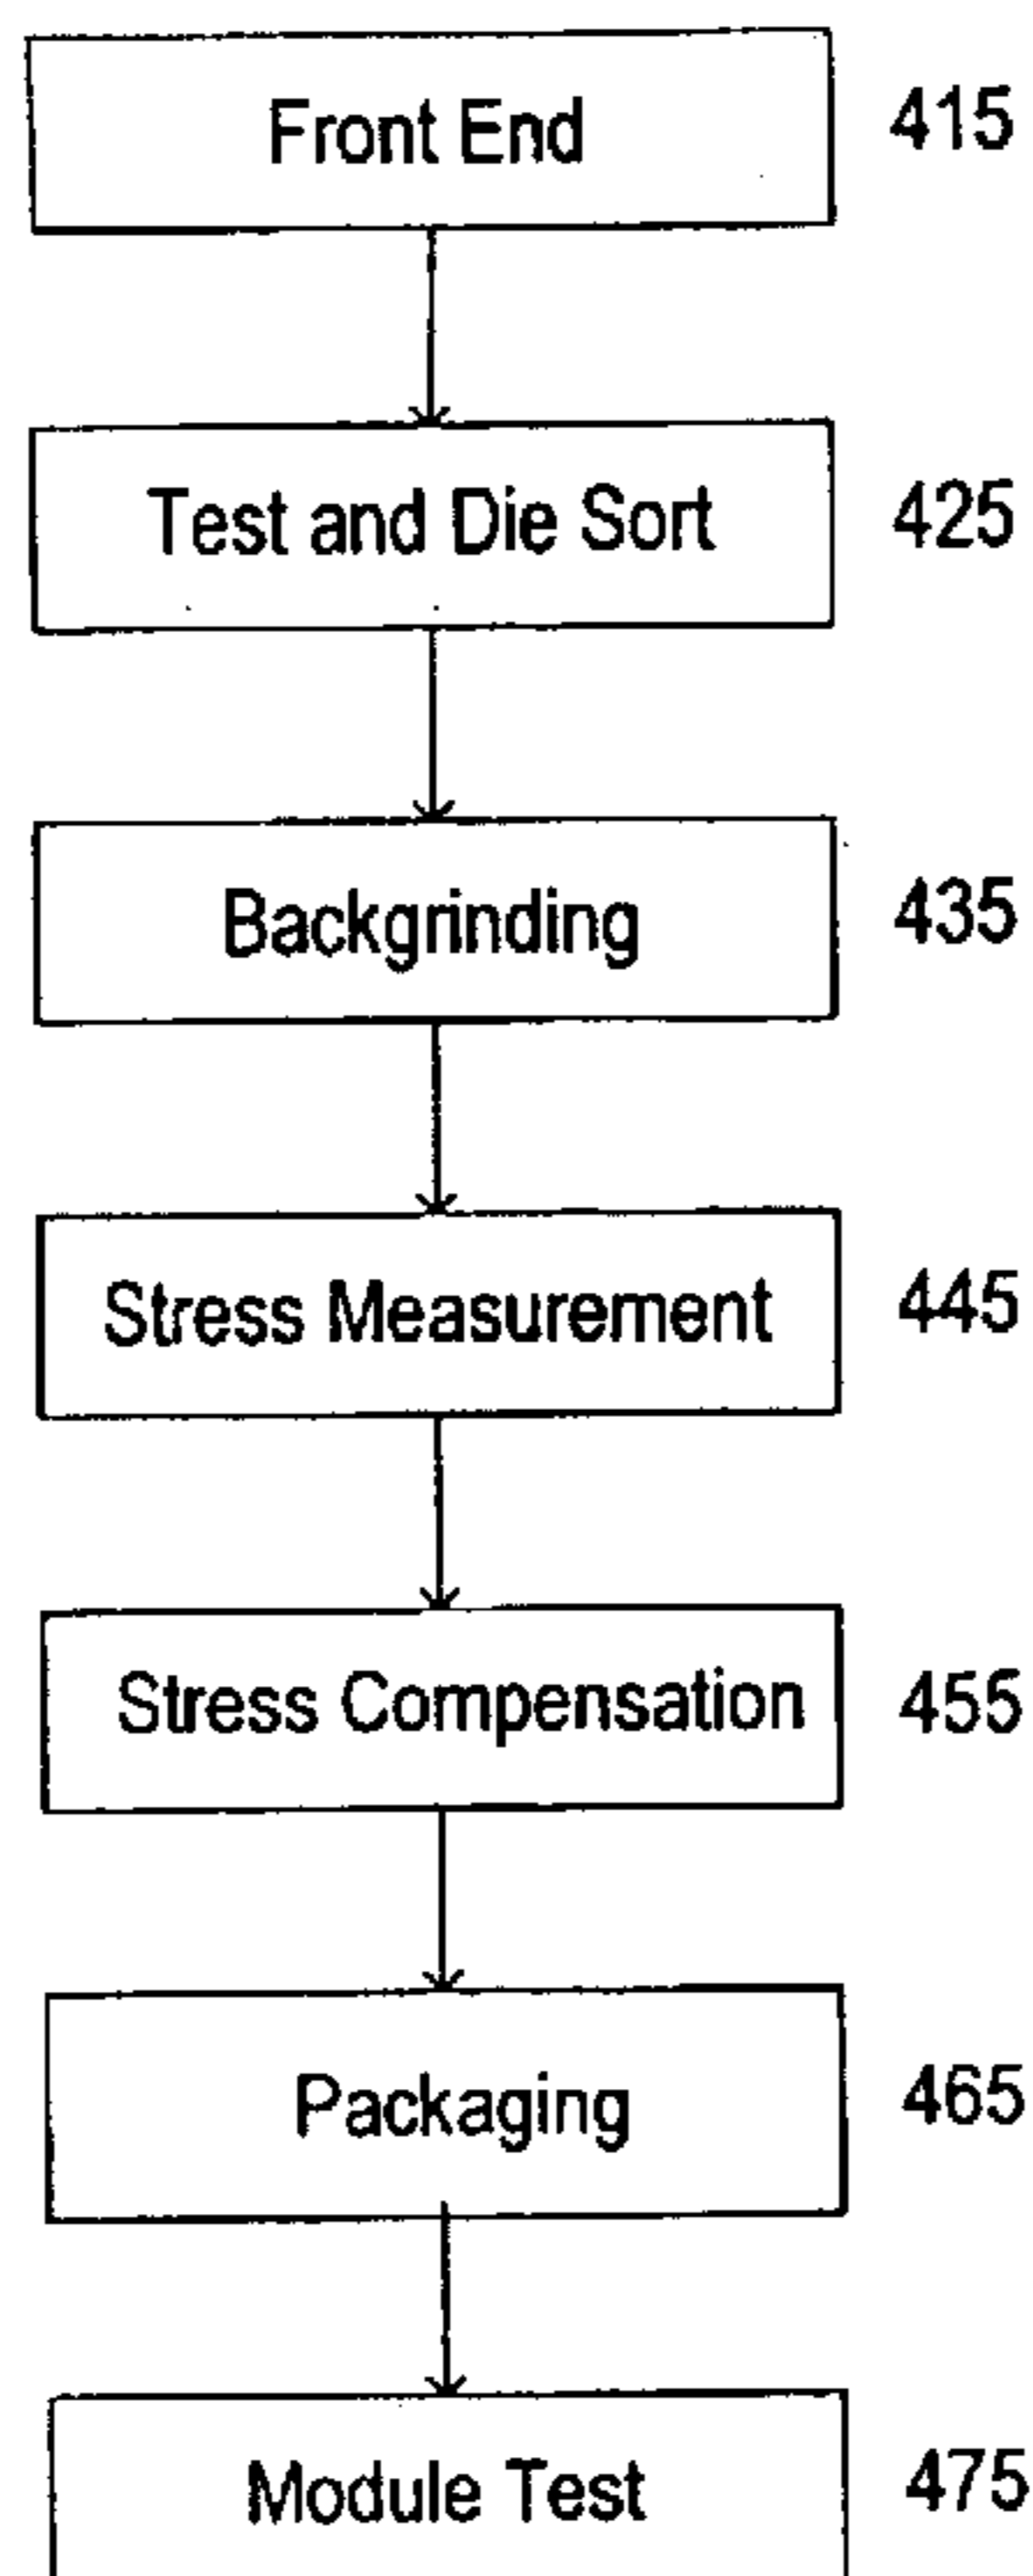 Front End 415
Test and Die Sort 425
Backgrinding 435
Stress Measurement 445
Stress Compensation 455
Packaging 465
Module Test 475